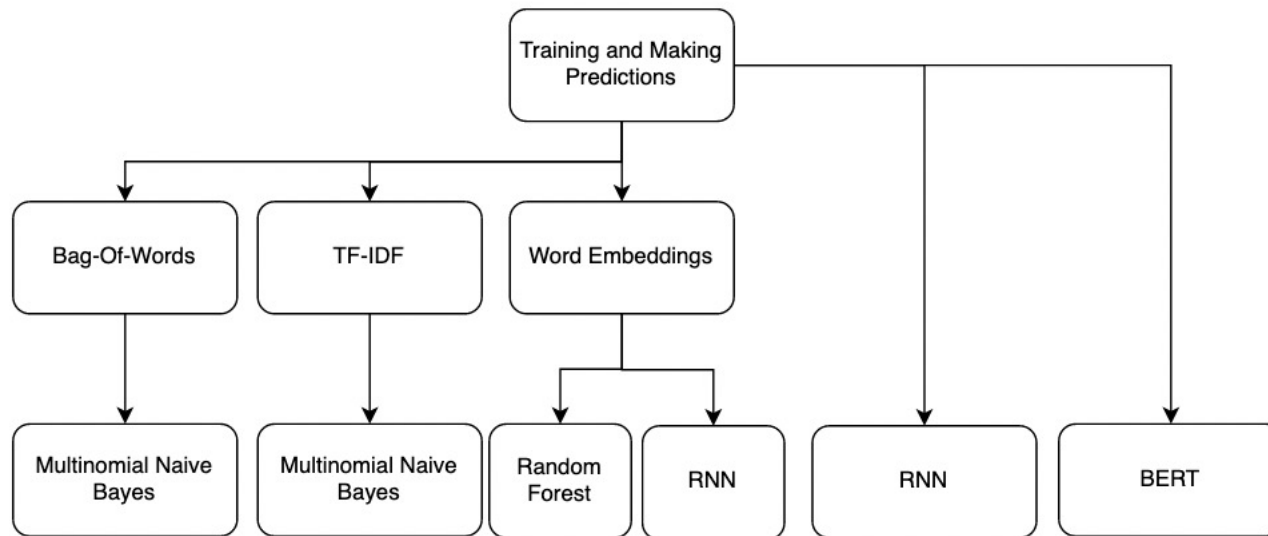 Training and Making
Predictions
Bag-Of-Words
TF-IDF
Word Embeddings
Multinomial Naive
Bayes
Multinomial Naive
Bayes
Random
Forest
RNN
RNN
BERT